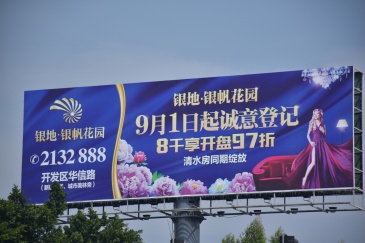 银地·银帆花园
2132 888
开发区华信路
银地·银帆花园
9月1日起诚意登记
8千享开盘97折
清水房同期绽放